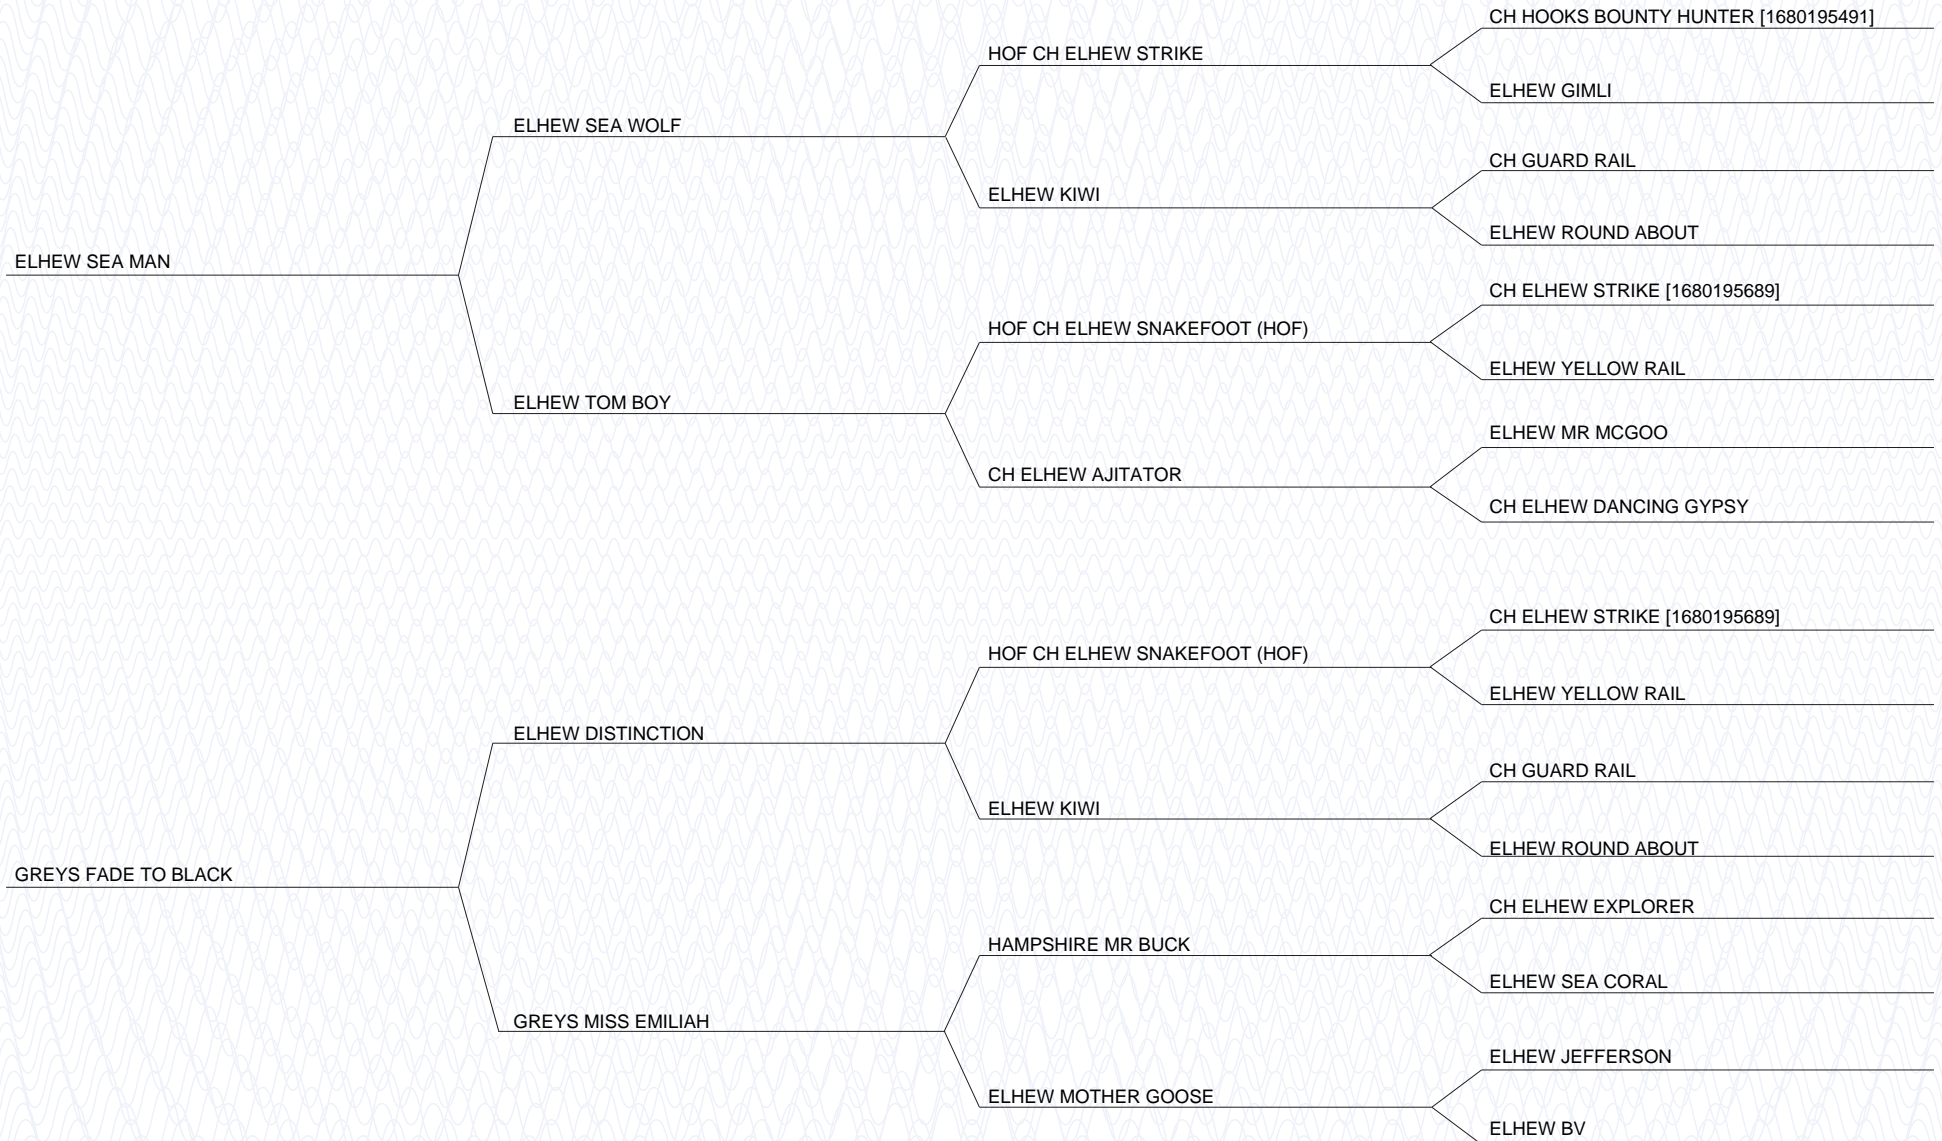 CH HOOKS BOUNTY HUNTER [1680195491]
HOF CH ELHEW STRIKE
ELHEW GIMLI
ELHEW SEA WOLF
CH GUARD RAIL
ELHEW KIWI
ELHEW ROUND ABOUT
ELHEW SEA MAN
CH ELHEW STRIKE [1680195689]
HOF CH ELHEW SNAKEFOOT (HOF)
ELHEW YELLOW RAIL
ELHEW TOM BOY
ELHEW MR MCGOO
CH ELHEW AJITATOR
CH ELHEW DANCING GYPSY
CH ELHEW STRIKE [1680195689]
HOF CH ELHEW SNAKEFOOT (HOF)
ELHEW YELLOW RAIL
ELHEW DISTINCTION
CH GUARD RAIL
ELHEW KIWI
ELHEW ROUND ABOUT
GREYS FADE TO BLACK
CH ELHEW EXPLORER
HAMPSHIRE MR BUCK
ELHEW SEA CORAL
GREYS MISS EMILIAH
ELHEW JEFFERSON
ELHEW MOTHER GOOSE
ELHEW BV